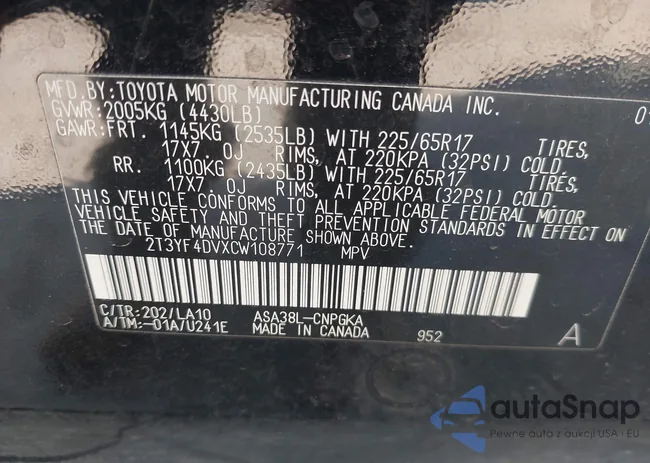 MFD.BY:TOYOTA MOTOR MANUFACTURING CANADA INC.
GVWR:2005KG (4430LB)
GAWR:FRT. 1145KG (2535LB) WITH 225/65R17 TIRES,
17X7 OJ RIMS, AT 220KPA (32PSI) COLD.
RR. 1100KG (2435LB) WITH 225/65R17 TIRES,
17X7 OJ RIMS, AT 220KPA (32PSI) COLD.
THIS VEHICLE CONFORMS TO ALL APPLICABLE FEDERAL MOTOR
VEHICLE SAFETY AND THEFT PREVENTION STANDARDS IN EFFECT ON
THE DATE OF MANUFACTURE SHOWN ABOVE.
2T3YF4DVXCW108771 MPV
C/TR:202/LA10 ASA38L-CNPGKA
A/TM:-01A/U241E MADE IN CANADA 952 A
autaSnap
Pewne auta z aukcji USA i EU